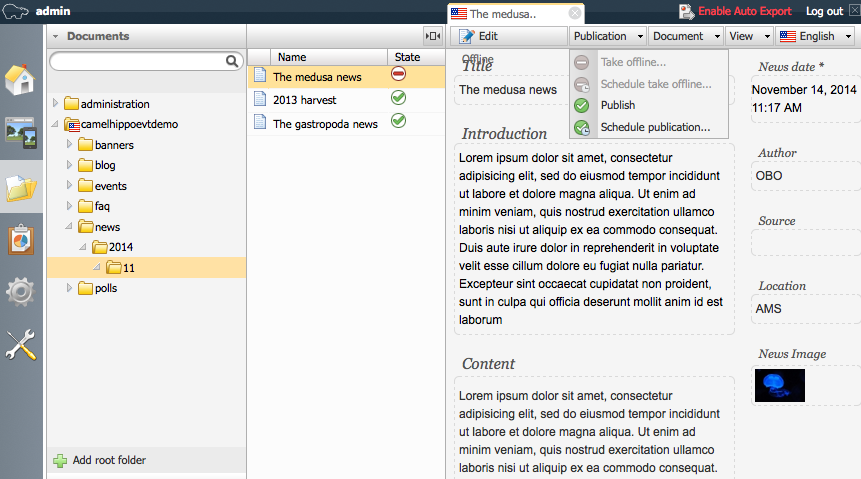 admin
The medusa..
Enable Auto Export
Log out
Documents
administration
camelhippoevtdemo
banners
blog
events
faq
news
2014
11
polls
Add root folder
Name
State
The medusa news
2013 harvest
The gastropoda news
Edit
Publication
Document
View
English
Offline
Take offline...
Schedule take offline...
Publish
Schedule publication...
Title
The medusa news
Introduction
Lorem ipsum dolor sit amet, consectetur
adipisicing elit, sed do eiusmod tempor incididunt
ut labore et dolore magna aliqua. Ut enim ad
minim veniam, quis nostrud exercitation ullamco
laboris nisi ut aliquip ex ea commodo consequat.
Duis aute irure dolor in reprehenderit in voluptate
velit esse cillum dolore eu fugiat nulla pariatur.
Excepteur sint occaecat cupidatat non proident,
sunt in culpa qui officia deserunt mollit anim id est
laborum
Content
Lorem ipsum dolor sit amet, consectetur
adipisicing elit, sed do eiusmod tempor incididunt
ut labore et dolore magna aliqua. Ut enim ad
minim veniam, quis nostrud exercitation ullamco
laboris nisi ut aliquip ex ea commodo consequat.
News date *
November 14, 2014
11:17 AM
Author
OBO
Source
Location
AMS
News Image